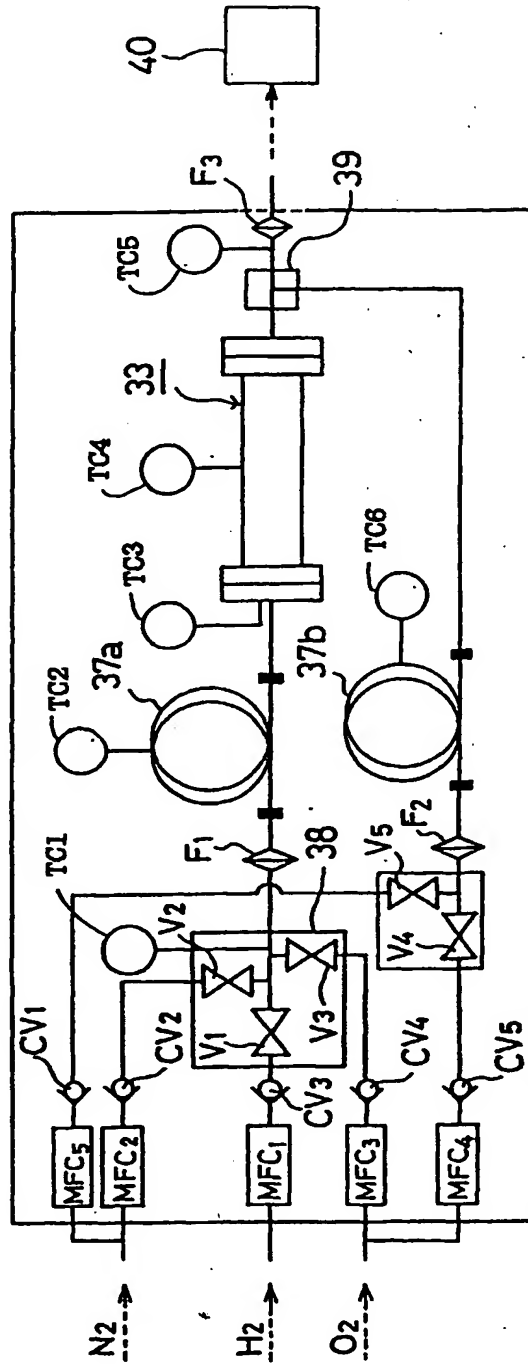 40
F3
39
TC5
33
TC4
TC3
TC6
37a
37b
TC2
F1
F2
38
V5
V4
TC1
V2
V1
V3
CV1
CV2
CV3
CV4
CV5
MFC5
MFC2
MFC1
MFC3
MFC4
N2
H2
O2